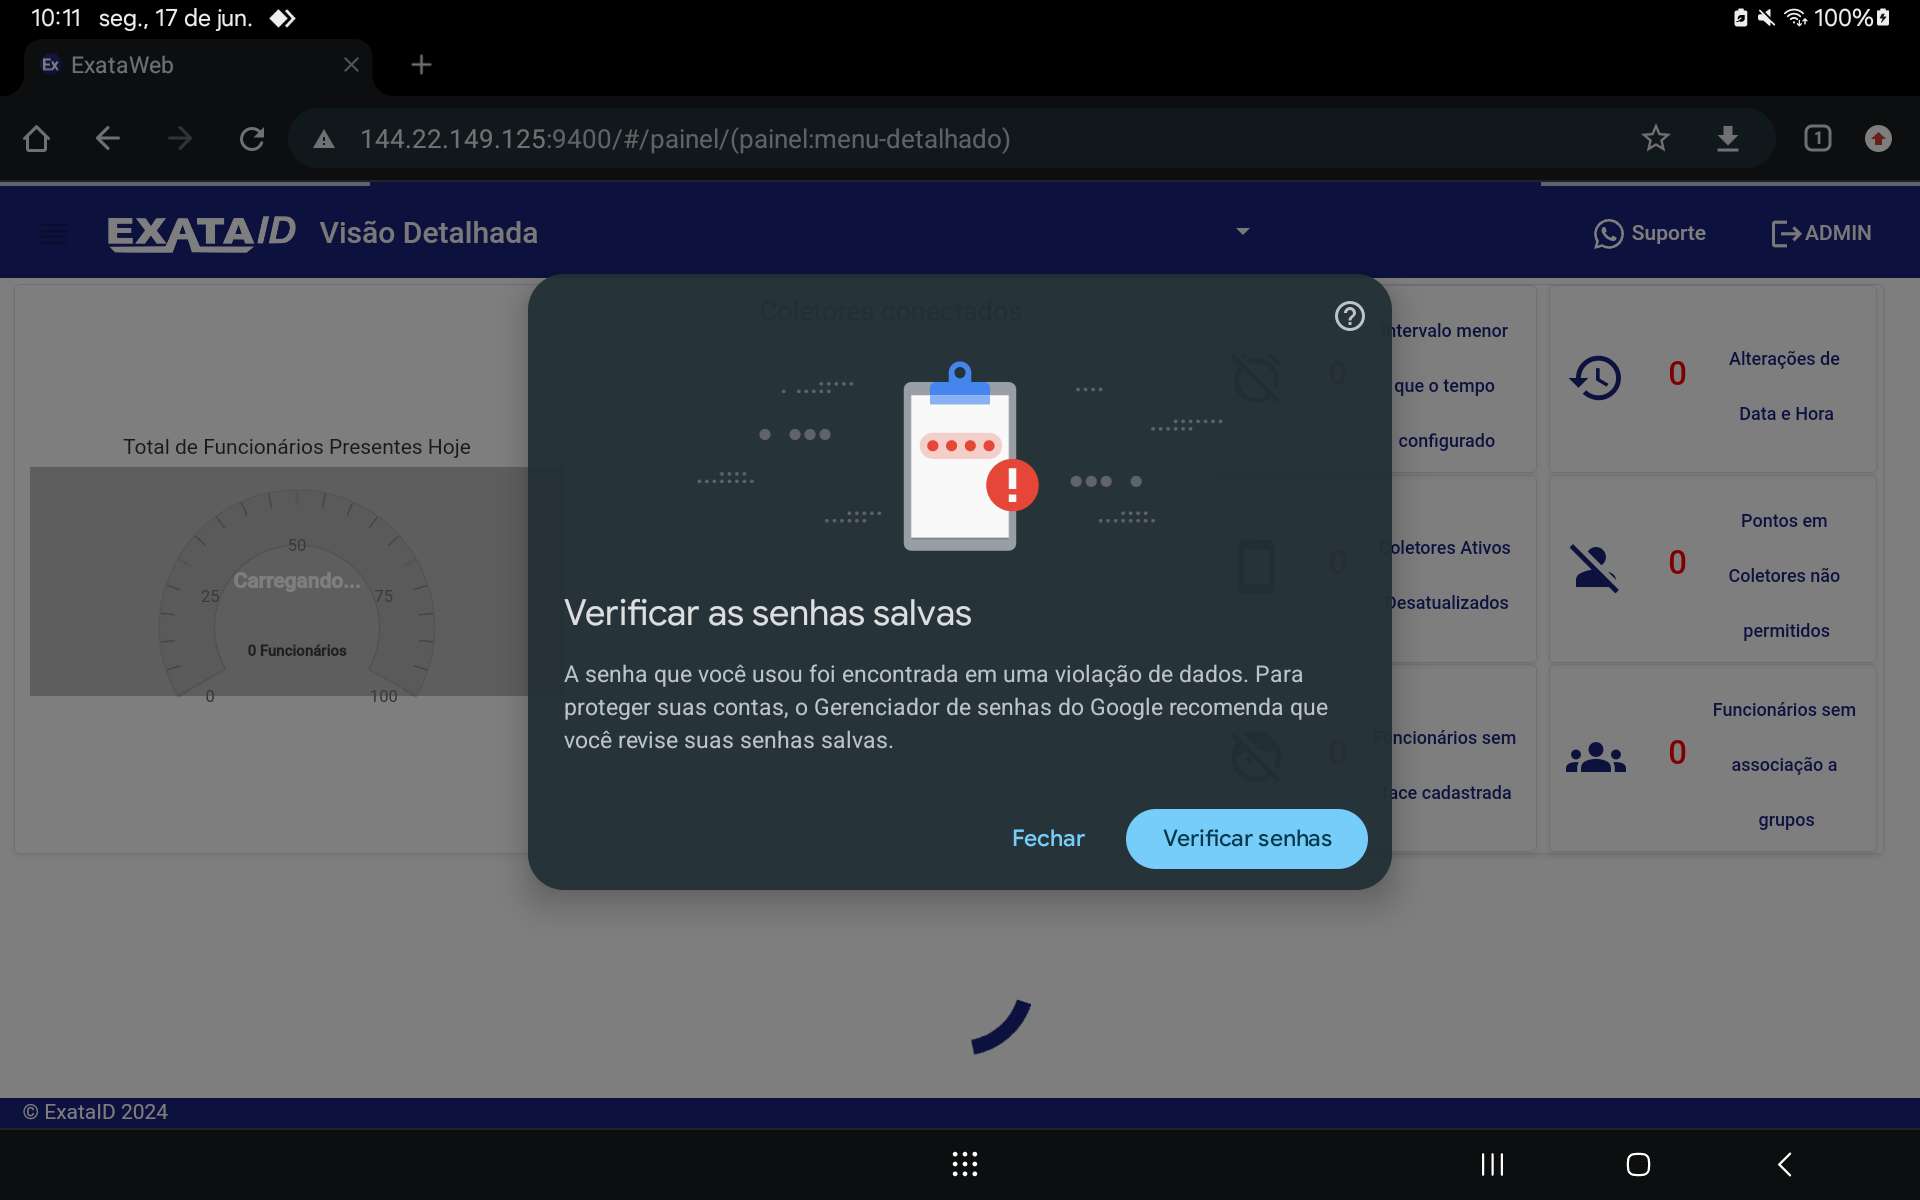 10:11 seg., 17 de jun.
100%
Ex ExataWeb
144.22.149.125:9400/#/painel/(painel:menu-detalhado)
1
EXATAID Visão Detalhada
Suporte
ADMIN
Coletores conectados
Total de Funcionários Presentes Hoje
50
Carregando...
25
75
0 Funcionários
0
100
Verificar as senhas salvas
A senha que você usou foi encontrada em uma violação de dados. Para
proteger suas contas, o Gerenciador de senhas do Google recomenda que
você revise suas senhas salvas.
Fechar
Verificar senhas
0
ntervalo menor
que o tempo
configurado
0
Alterações de
Data e Hora
0
oletores Ativos
Desatualizados
0
Pontos em
Coletores não
permitidos
0
Funcionários sem
ace cadastrada
0
Funcionários sem
associação a
grupos
© ExataID 2024